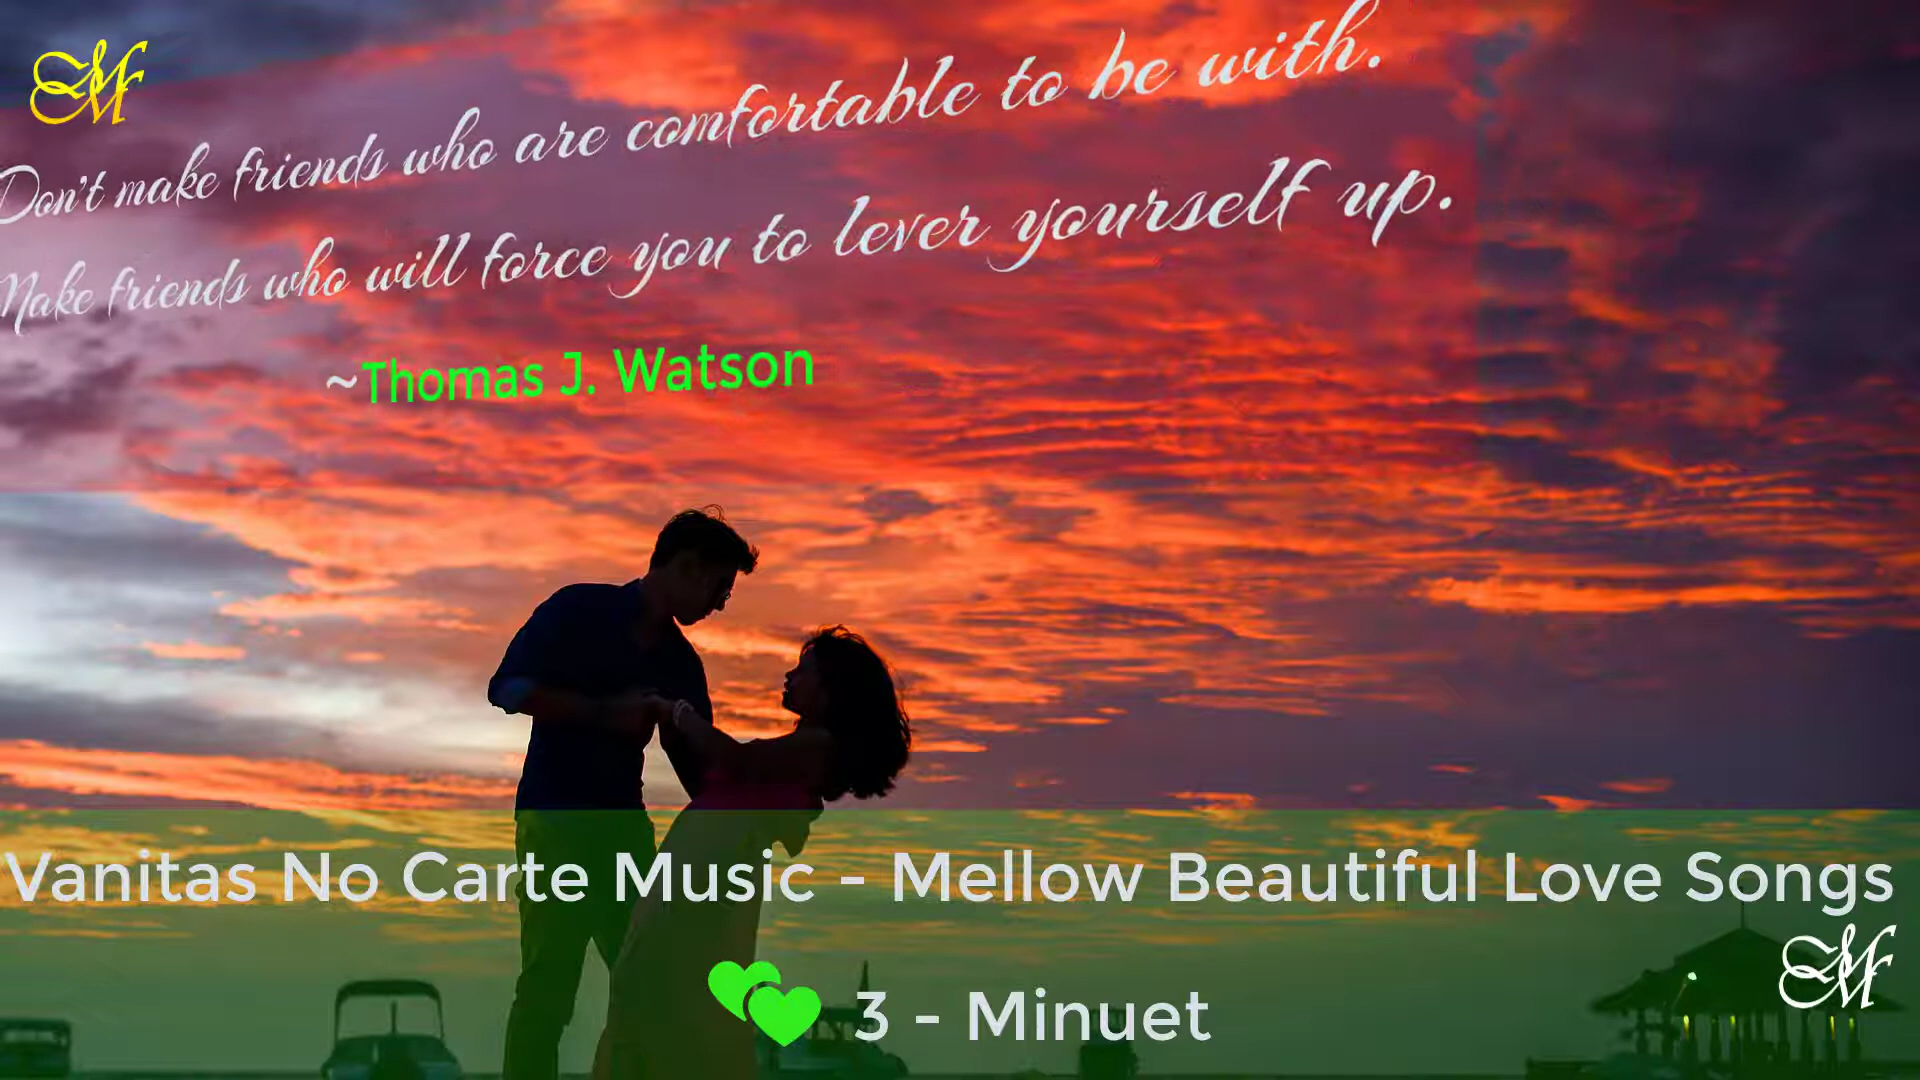 M
Don't make friends who are comfortable to be with.
Make friends who will force you to lever yourself up.
~Thomas J. Watson
Vanitas No Carte Music - Mellow Beautiful Love Songs
3 - Minuet
M